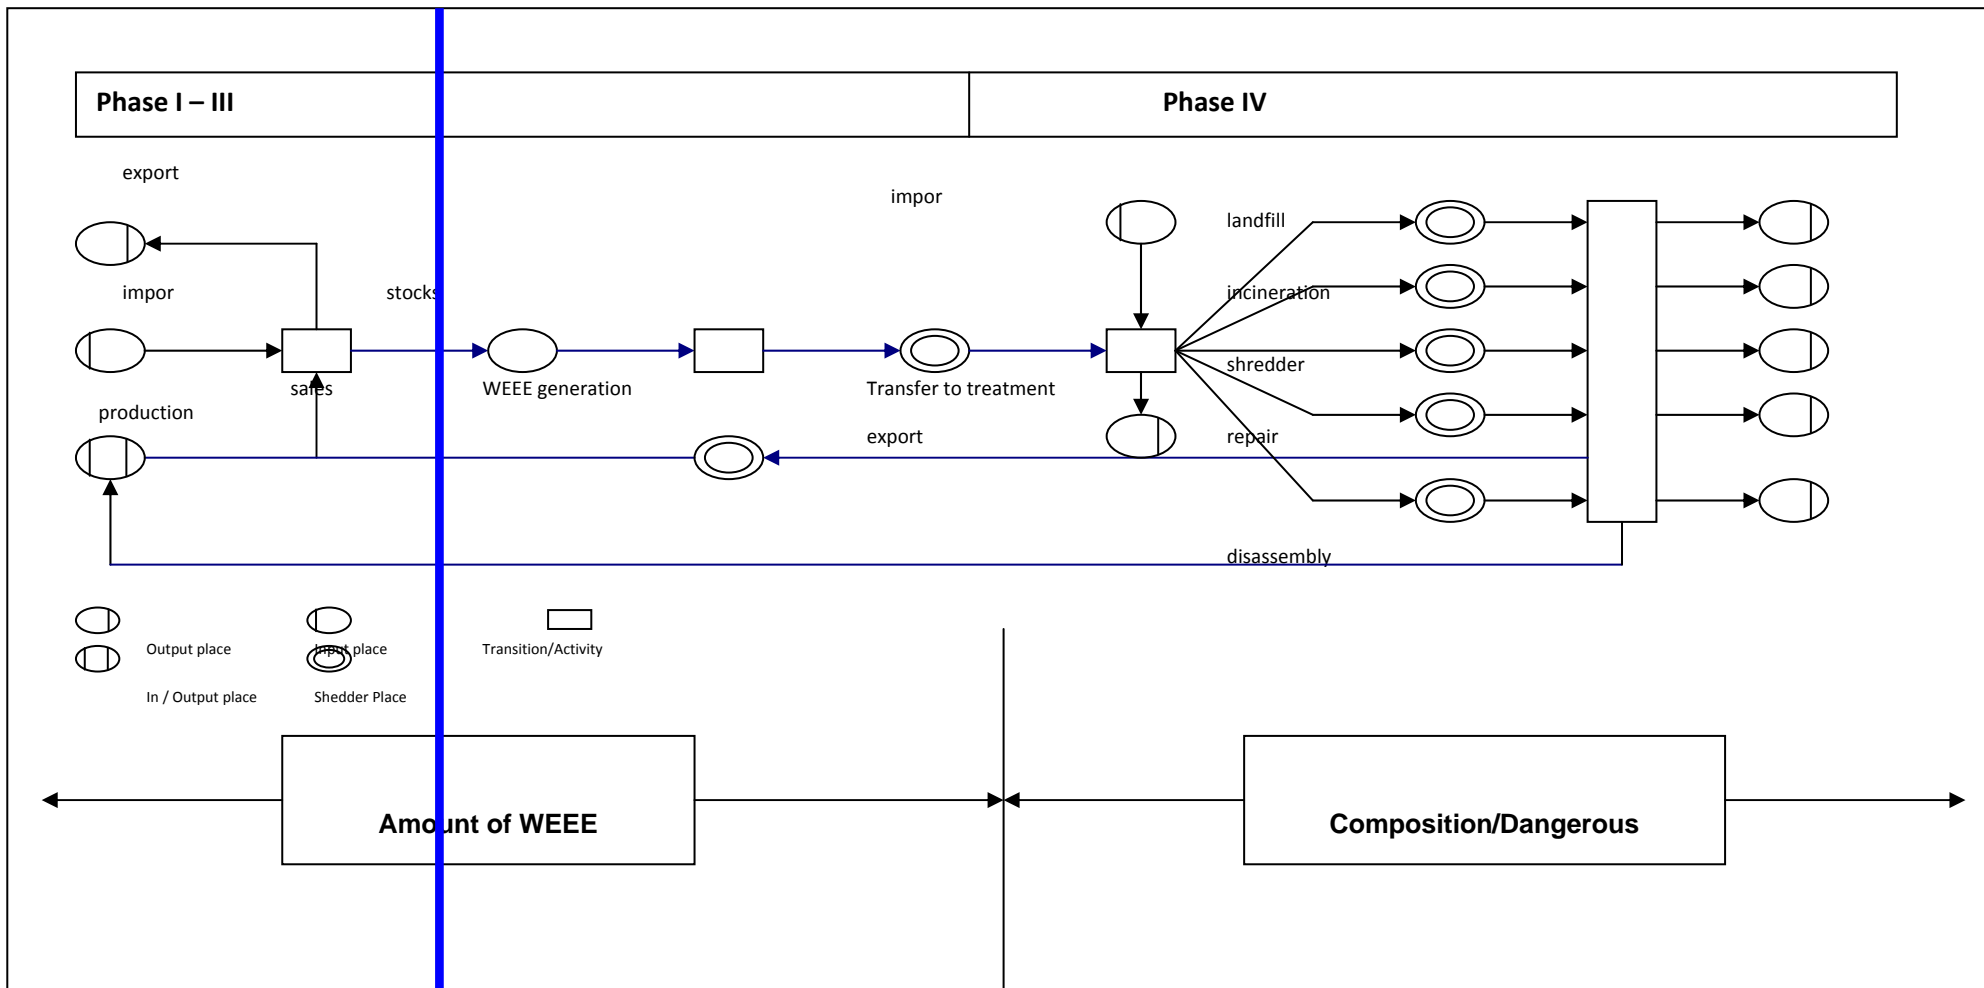 Phase I – III
Phase IV
export
impor
landfill
impor
stocks
incineration
sales
WEEE generation
Transfer to treatment
shredder
production
export
repair
disassembly
Output place
Input place
Transition/Activity
In / Output place
Shedder Place
Amount of WEEE
Composition/Dangerous